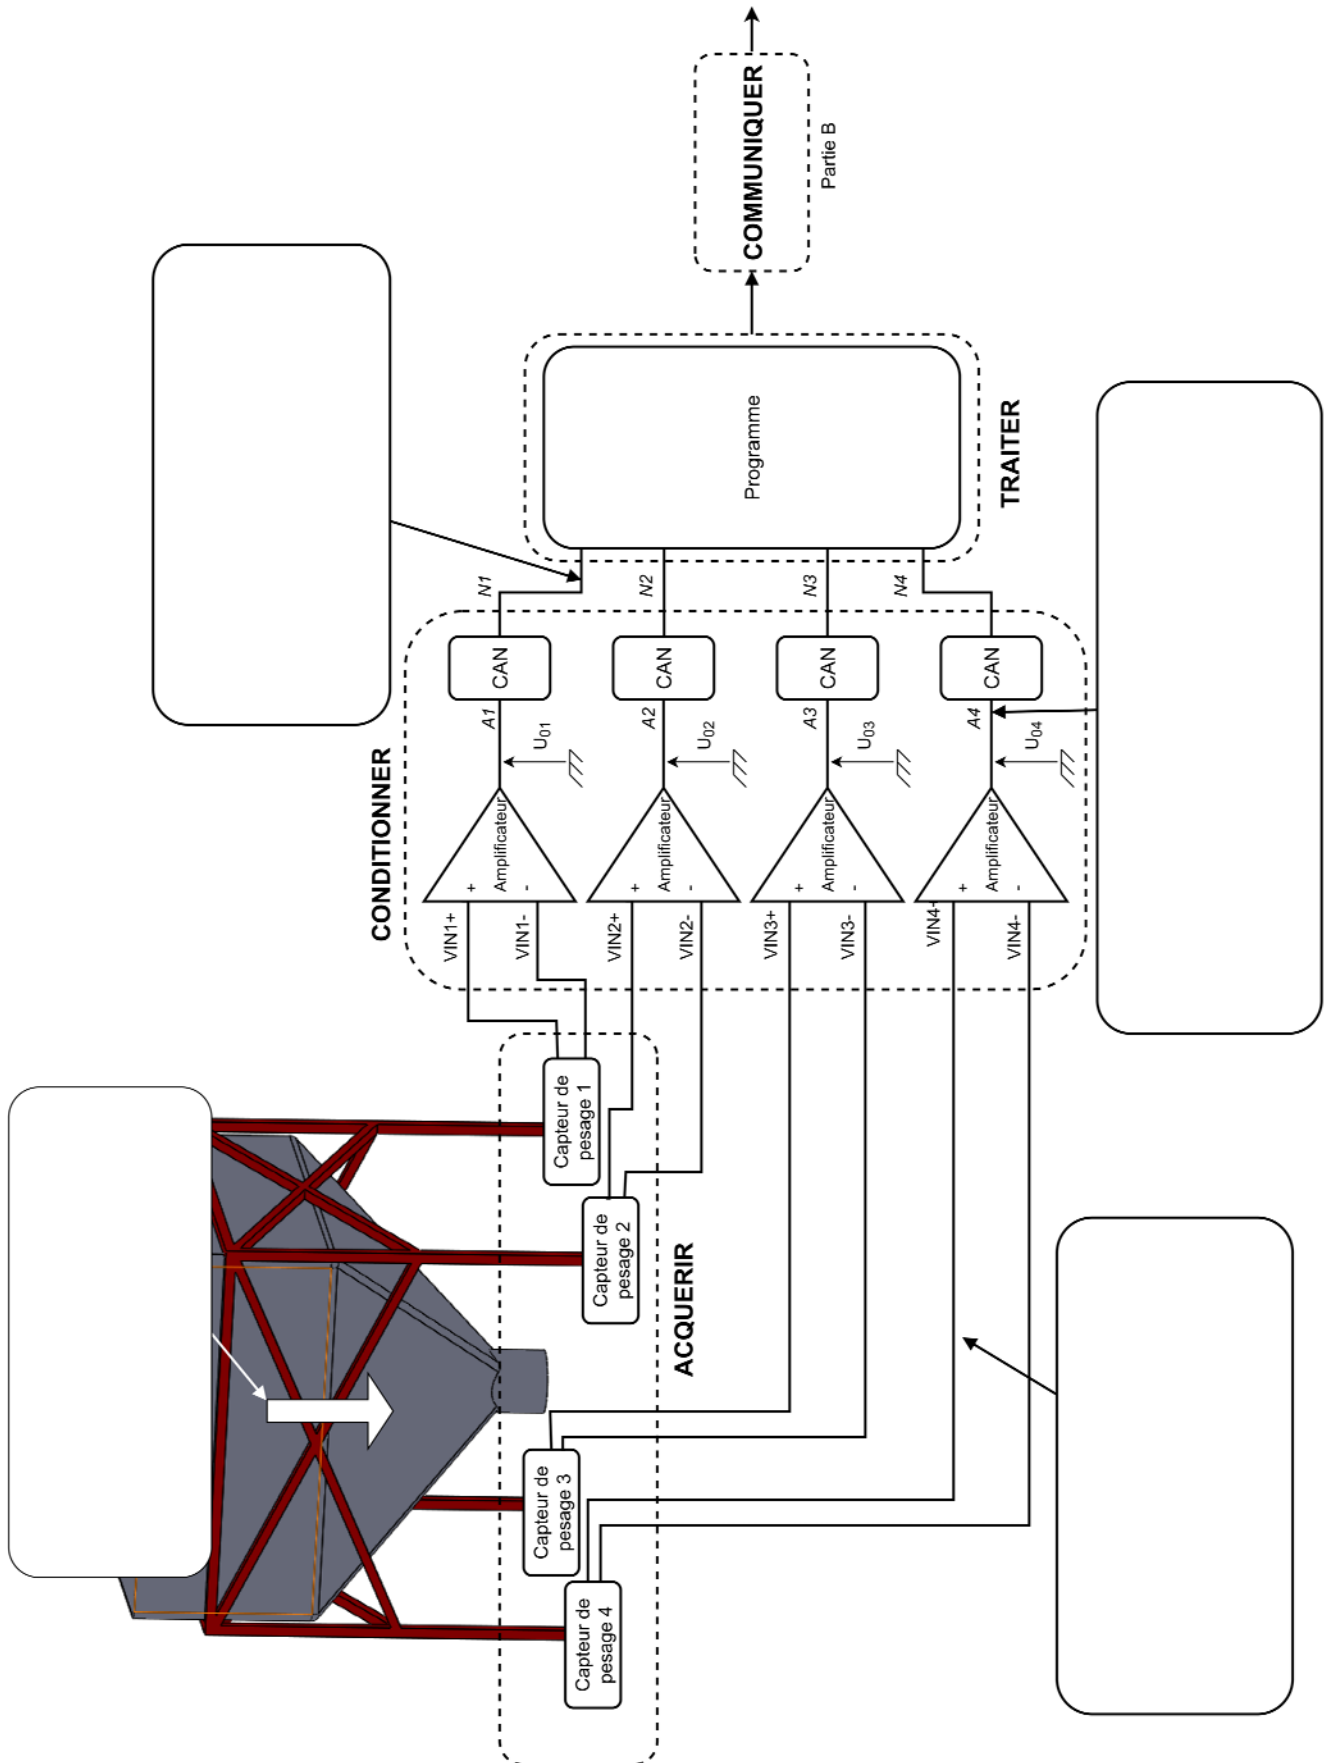 ACQUERIR
Capteur de
pesage 4
Capteur de
pesage 3
Capteur de
pesage 2
Capteur de
pesage 1
CONDITIONNER
VIN1+
VIN1-
VIN2+
VIN2-
VIN3+
VIN3-
VIN4+
VIN4-
+
Amplificateur
-
+
Amplificateur
-
+
Amplificateur
-
+
Amplificateur
-
U01
U02
U03
U04
A1
A2
A3
A4
CAN
CAN
CAN
CAN
N1
N2
N3
N4
Programme
TRAITER
COMMUNIQUER
Partie B